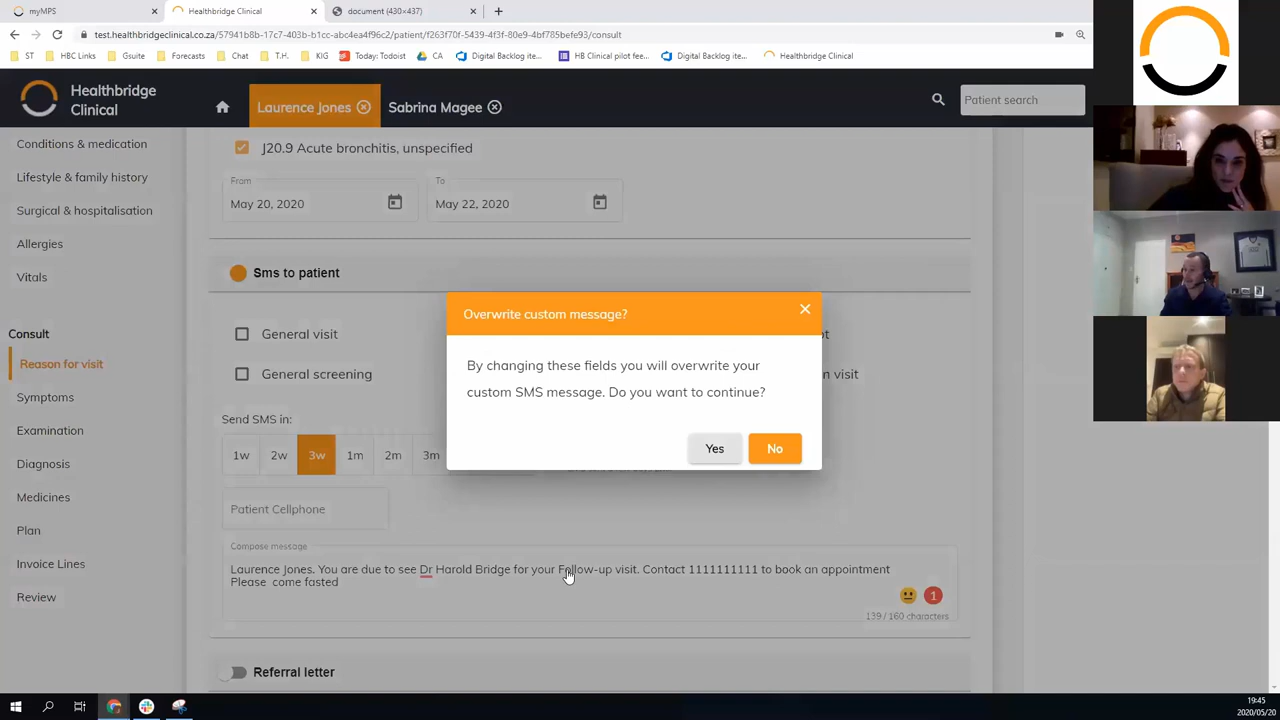 myMPS
Healthbridge Clinical
document (430×437)
test.healthbridgeclinical.co.za/57941b8b-17c7-403b-b1cc-abc4ea4f96c2/patient/f263f70f-5439-4f3f-80e9-4bf785befe93/consult
ST
HBC Links
Gsuite
Forecasts
Chat
T.H.
KIG
Today: Todoist
CA
Digital Backlog ite...
HB Clinical pilot fee...
Digital Backlog ite...
Healthbridge Clinical
Healthbridge
Clinical
Laurence Jones
Sabrina Magee
Patient search
Conditions & medication
Lifestyle & family history
Surgical & hospitalisation
Allergies
Vitals
Consult
Reason for visit
Symptoms
Examination
Diagnosis
Medicines
Plan
Invoice Lines
Review
J20.9 Acute bronchitis, unspecified
From
May 20, 2020
To
May 22, 2020
Sms to patient
General visit
General screening
Send SMS in:
1w
2w
3w
1m
2m
3m
Patient Cellphone
Compose message
Laurence Jones. You are due to see Dr Harold Bridge for your Follow-up visit. Contact 1111111111 to book an appointment
Please come fasted
1
139 / 160 characters
Referral letter
Overwrite custom message?
By changing these fields you will overwrite your
custom SMS message. Do you want to continue?
Yes
No
visit
19:45
2020/05/20